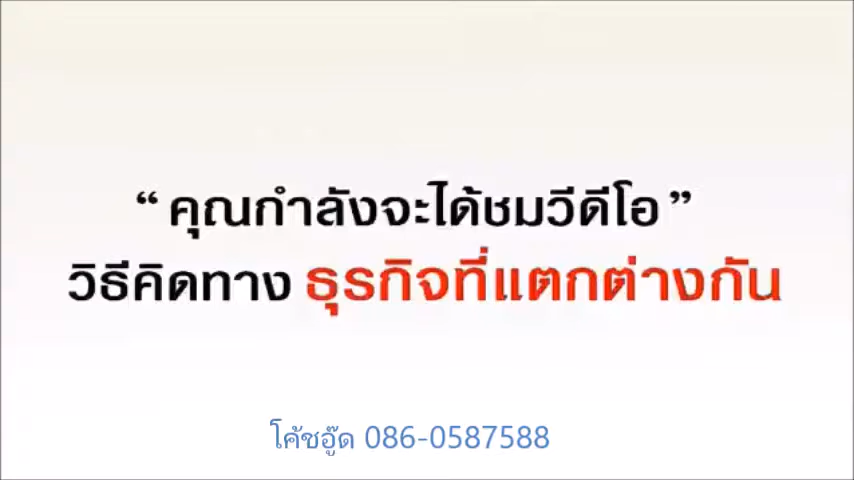 “ คุณกำลังจะได้ชมวีดีโอ ”
วิธีคิดทาง ธุรกิจที่แตกต่างกัน
โค้ชอู๊ด 086-0587588